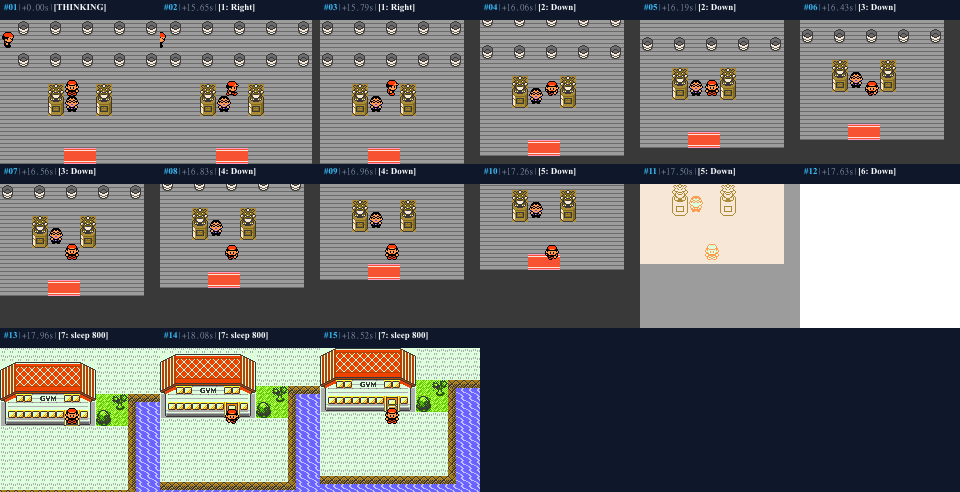 #01|+0.00s|[THINKING]
#02|+15.65s|[1: Right]
#03|+15.79s|[1: Right]
#04|+16.06s|[2: Down]
#05|+16.19s|[2: Down]
#06|+16.43s|[3: Down]
#07|+16.56s|[3: Down]
#08|+16.83s|[4: Down]
#09|+16.96s|[4: Down]
#10|+17.26s|[5: Down]
#11|+17.50s|[5: Down]
#12|+17.63s|[6: Down]
#13|+17.96s|[7: sleep 800]
#14|+18.08s|[7: sleep 800]
#15|+18.52s|[7: sleep 800]
GYM
GYM
GYM